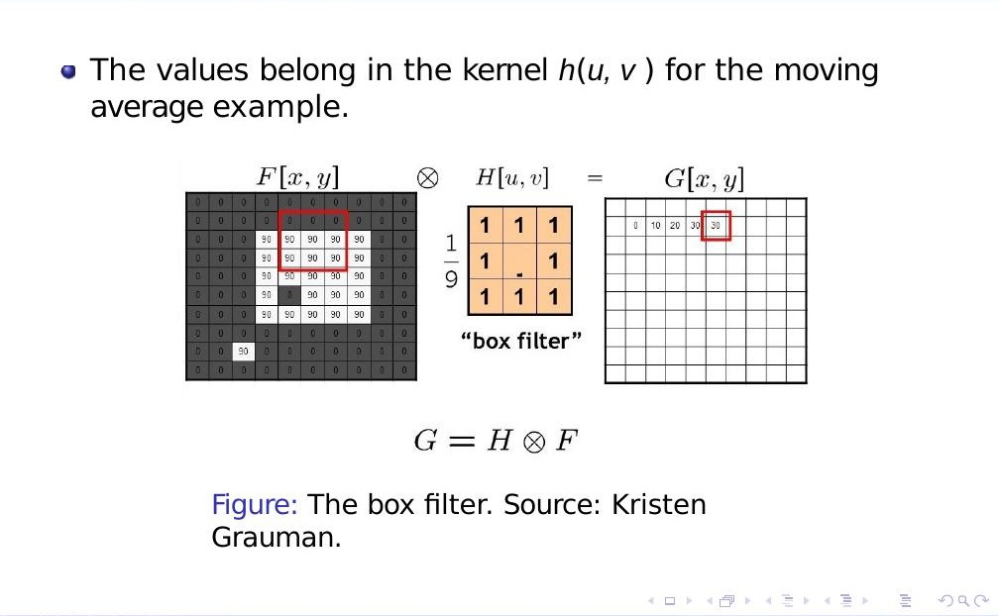 The values belong in the kernel h(u, v ) for the moving
average example.
F[x, y] ⊗ H[u, v] = G[x, y]
0 0 0 0 0 0 0 0 0 0
0 0 0 0 0 0 0 0 0 0
0 0 0 90 90 90 90 90 0 0
0 0 0 90 90 90 90 90 0 0
0 0 0 90 90 90 90 90 0 0
0 0 0 90 0 90 90 90 0 0
0 0 0 90 90 90 90 90 0 0
0 0 0 0 0 0 0 0 0 0
0 0 90 0 0 0 0 0 0 0
0 0 0 0 0 0 0 0 0 0
1
9
1 1 1
1 . 1
1 1 1
“box filter”
0 10 20 30 30
G = H ⊗ F
Figure: The box filter. Source: Kristen
Grauman.